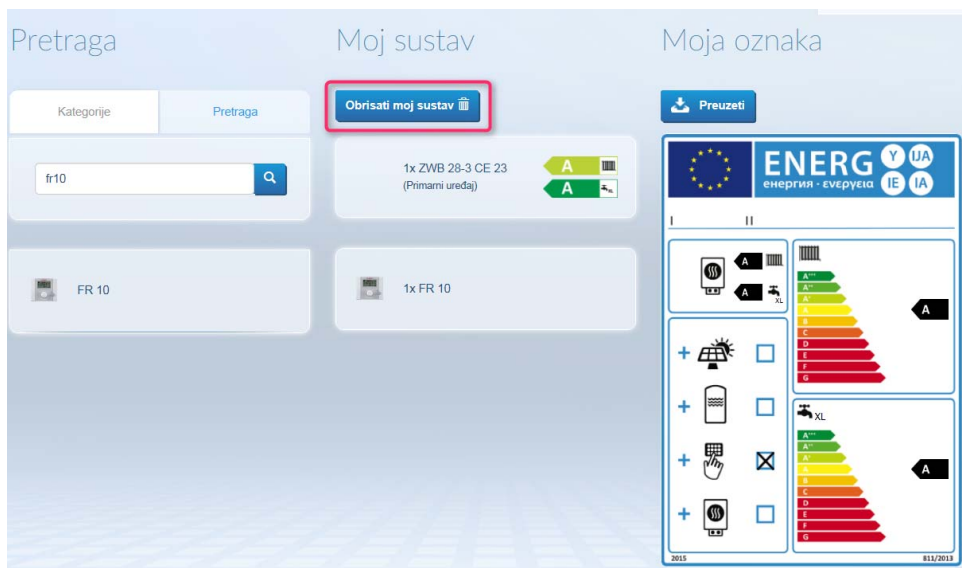 Pretraga
Kategorije
Pretraga
fr10
FR 10
Moj sustav
Obrisati moj sustav
1x ZWB 28-3 CE 23
(Primarni uređaj)
A
A XL
1x FR 10
Moja oznaka
Preuzeti
ENERG Y IJA
енергия · ενεργεια IE IA
I II
A
A
XL
A+++
A++
A+
A
B
C
D
E
F
G
A
XL
A+++
A++
A+
A
B
C
D
E
F
G
A
2015
811/2013